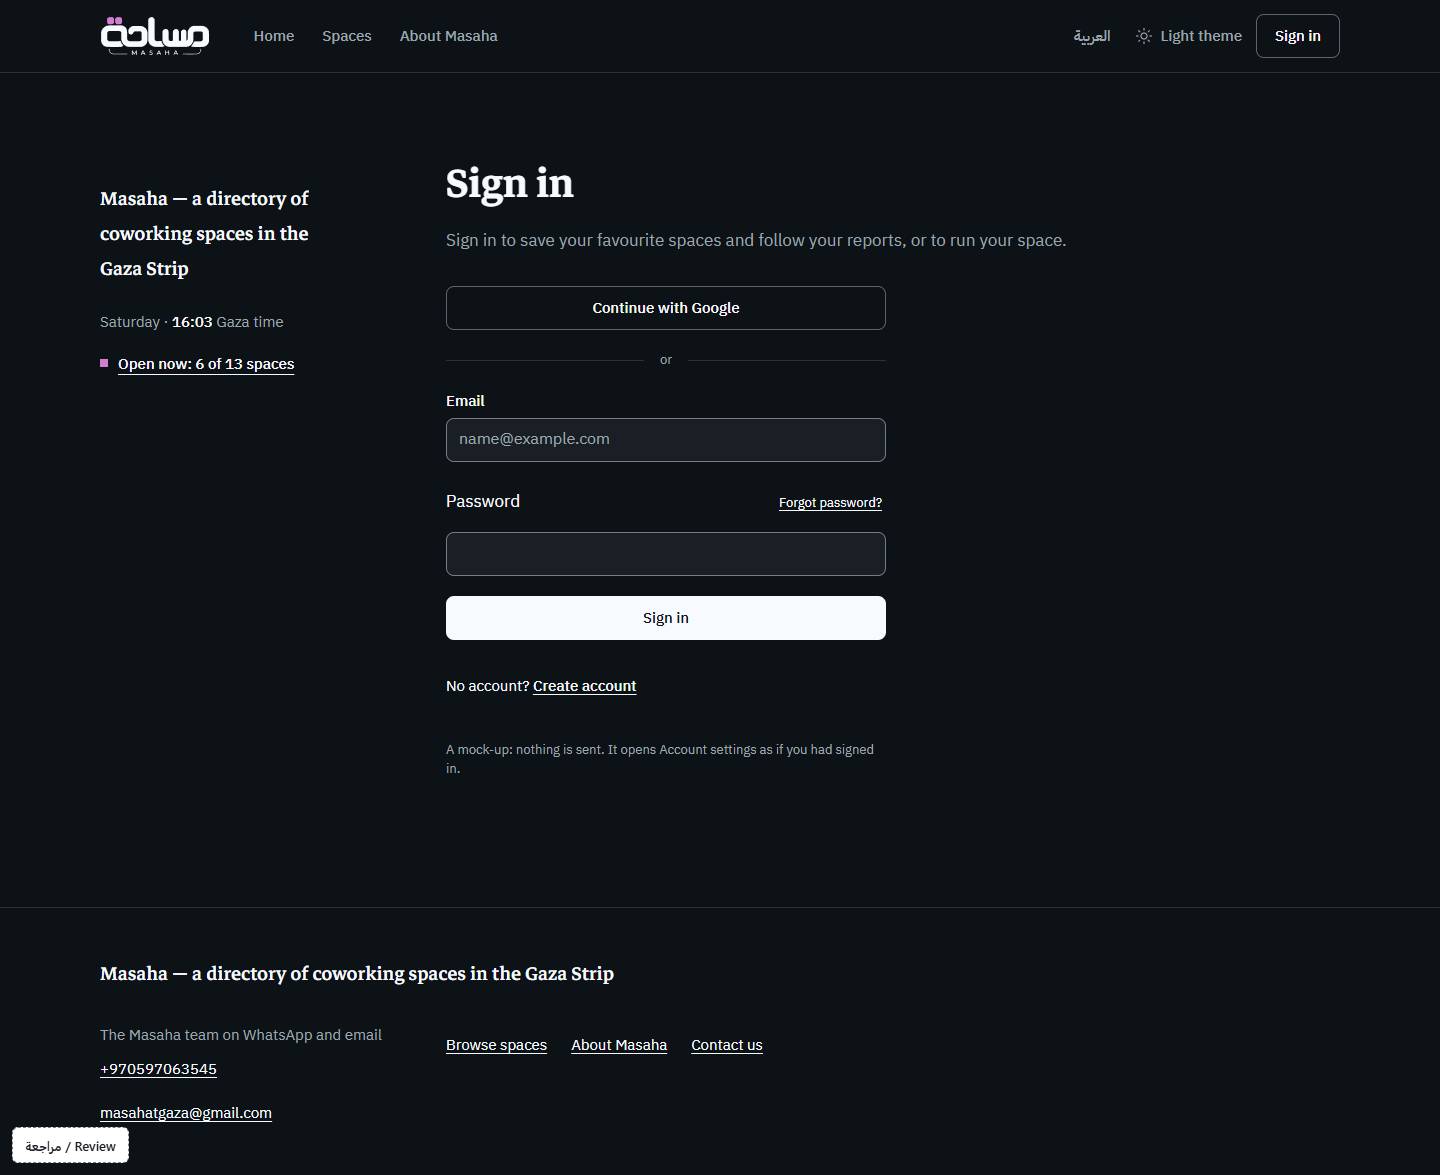 مساحة
MASAHA
Home
Spaces
About Masaha
العربية
Light theme
Sign in
Masaha — a directory of
coworking spaces in the
Gaza Strip
Saturday · 16:03 Gaza time
Open now: 6 of 13 spaces
Sign in
Sign in to save your favourite spaces and follow your reports, or to run your space.
Continue with Google
or
Email
name@example.com
Password
Forgot password?
Sign in
No account? Create account
A mock-up: nothing is sent. It opens Account settings as if you had signed
in.
Masaha — a directory of coworking spaces in the Gaza Strip
The Masaha team on WhatsApp and email
+970597063545
masahatgaza@gmail.com
Browse spaces
About Masaha
Contact us
مراجعة / Review